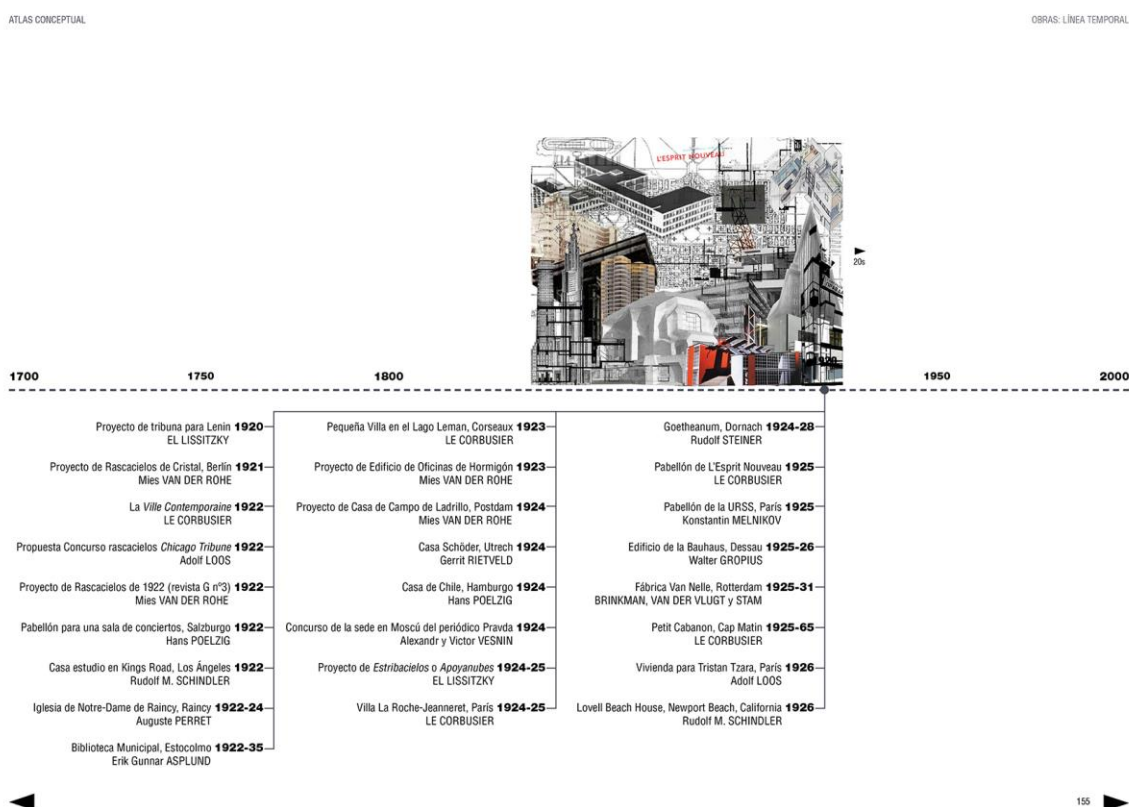 ATLAS CONCEPTUAL
OBRAS: LÍNEA TEMPORAL
L'ESPRIT NOUVEAU
20s
1920
1700
1750
1800
1950
2000
Proyecto de tribuna para Lenin 1920
EL LISSITZKY
Proyecto de Rascacielos de Cristal, Berlín 1921
Mies VAN DER ROHE
La Ville Contemporaine 1922
LE CORBUSIER
Propuesta Concurso rascacielos Chicago Tribune 1922
Adolf LOOS
Proyecto de Rascacielos de 1922 (revista G nº3) 1922
Mies VAN DER ROHE
Pabellón para una sala de conciertos, Salzburgo 1922
Hans POELZIG
Casa estudio en Kings Road, Los Ángeles 1922
Rudolf M. SCHINDLER
Iglesia de Notre-Dame de Raincy, Raincy 1922-24
Auguste PERRET
Biblioteca Municipal, Estocolmo 1922-35
Erik Gunnar ASPLUND
Pequeña Villa en el Lago Leman, Corseaux 1923
LE CORBUSIER
Proyecto de Edificio de Oficinas de Hormigón 1923
Mies VAN DER ROHE
Proyecto de Casa de Campo de Ladrillo, Postdam 1924
Mies VAN DER ROHE
Casa Schöder, Utrech 1924
Gerrit RIETVELD
Casa de Chile, Hamburgo 1924
Hans POELZIG
Concurso de la sede en Moscú del periódico Pravda 1924
Alexandr y Victor VESNIN
Proyecto de Estribacielos o Apoyanubes 1924-25
EL LISSITZKY
Villa La Roche-Jeanneret, París 1924-25
LE CORBUSIER
Goetheanum, Dornach 1924-28
Rudolf STEINER
Pabellón de L'Esprit Nouveau 1925
LE CORBUSIER
Pabellón de la URSS, París 1925
Konstantin MELNIKOV
Edificio de la Bauhaus, Dessau 1925-26
Walter GROPIUS
Fábrica Van Nelle, Rotterdam 1925-31
BRINKMAN, VAN DER VLUGT y STAM
Petit Cabanon, Cap Matin 1925-65
LE CORBUSIER
Vivienda para Tristan Tzara, París 1926
Adolf LOOS
Lovell Beach House, Newport Beach, California 1926
Rudolf M. SCHINDLER
155